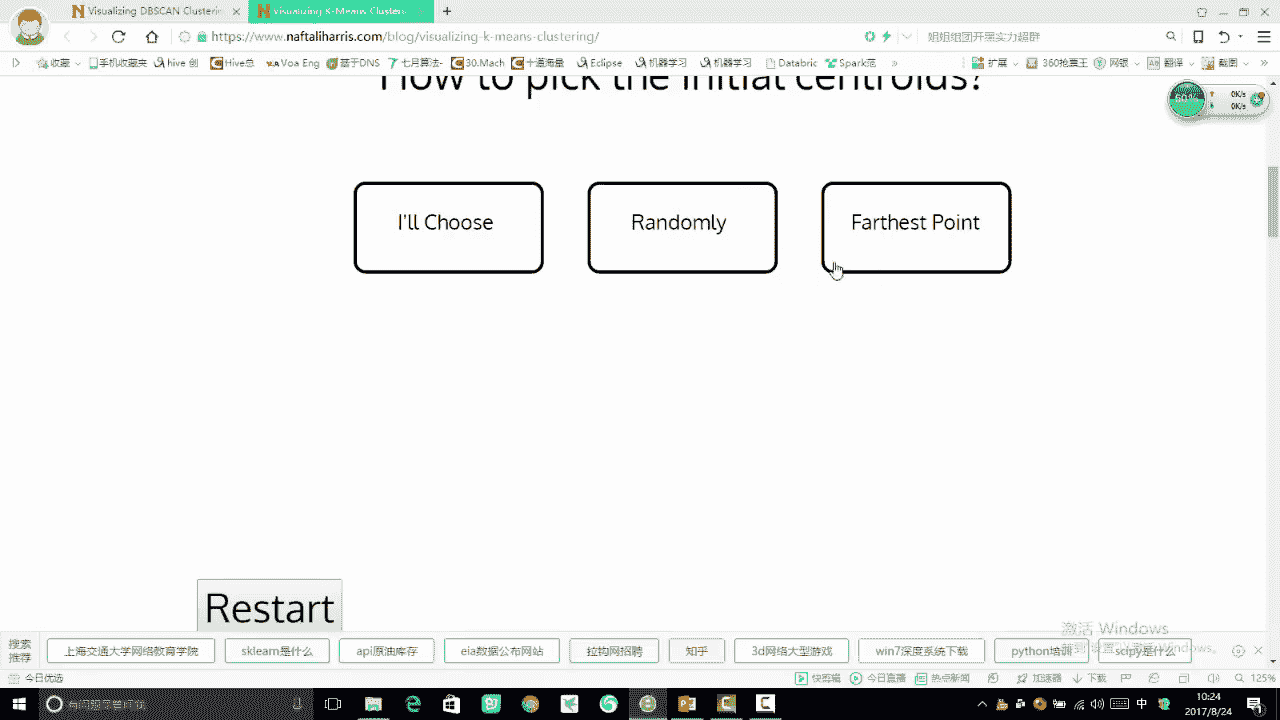 Visualizing DBSCAN Clusterin
Visualizing K-Means Clusteri
https://www.naftaliharris.com/blog/visualizing-k-means-clustering/
姐姐组团开黑实力超群
收藏 手机收藏夹 hive 创 Hive总 Voa Eng 基于DNS 七月算法- 30.Mach 十道海量 Eclipse 机器学习 机器学习 Databric Spark范 »
扩展 360抢票王 网银 翻译 截图 »
0K/s
0K/s
How to pick the initial centroids?
I'll Choose
Randomly
Farthest Point
Restart
激活 Windows
搜索
推荐
上海交通大学网络教育学院
sklearn是什么
api原油库存
eia数据公布网站
拉钩网招聘
知乎
3d网络大型游戏
win7深度系统下载
python培训
scipy是什么
今日优选
快剪辑 今日直播 热点新闻 加速器 下载 125%
中
10:24
2017/8/24